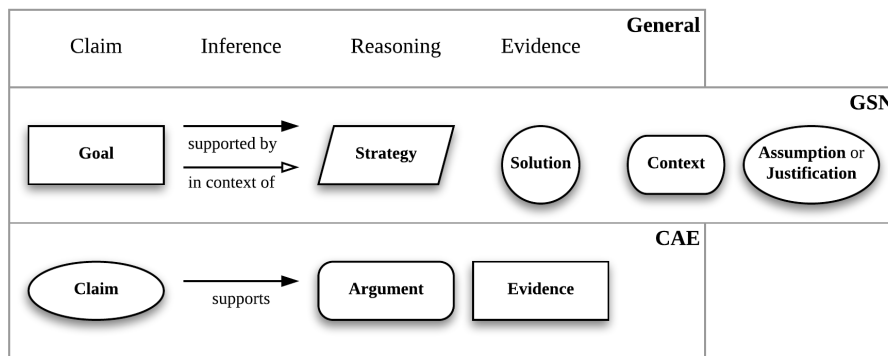 General
Claim Inference Reasoning Evidence
GSN
Goal
supported by
in context of
Strategy
Solution
Context
Assumption or
Justification
CAE
Claim
supports
Argument
Evidence